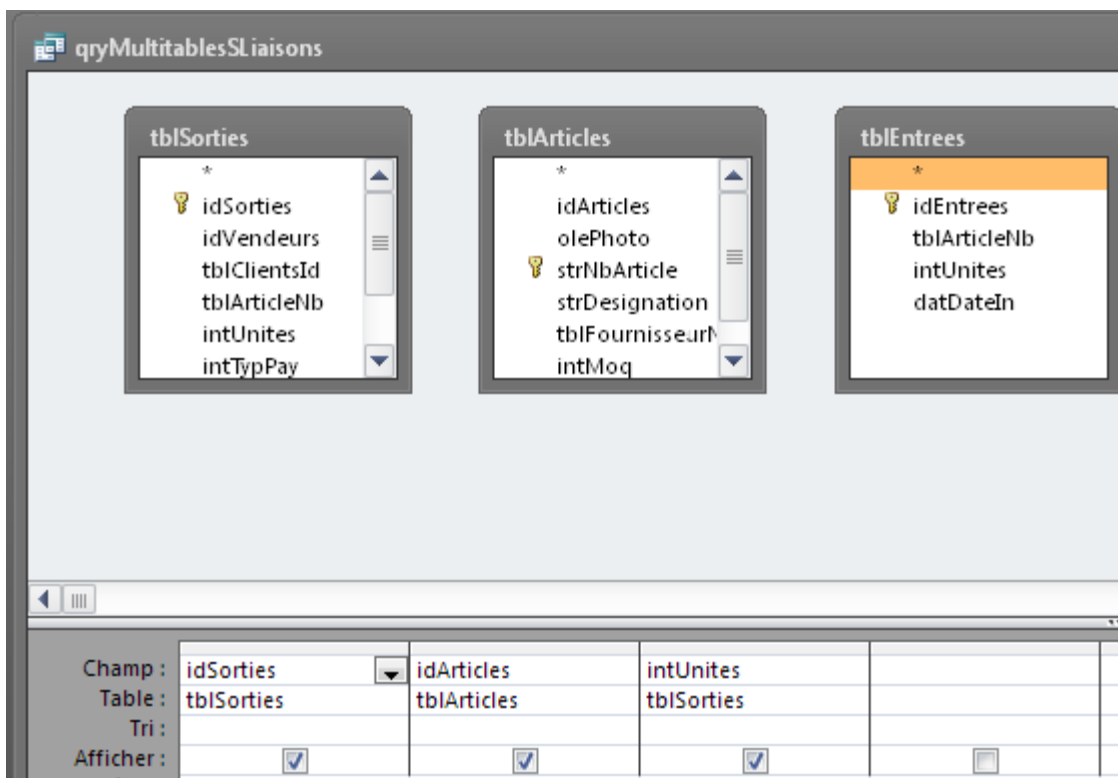 qryMultitablesSLiaisons
tblSorties
*
idSorties
idVendeurs
tblClientsId
tblArticleNb
intUnites
intTypPay
tblArticles
*
idArticles
olePhoto
strNbArticle
strDesignation
tblFournisseurN
intMoq
tblEntrees
*
idEntrees
tblArticleNb
intUnites
datDateIn
Champ : idSorties idArticles intUnites
Table : tblSorties tblArticles tblSorties
Tri :
Afficher :